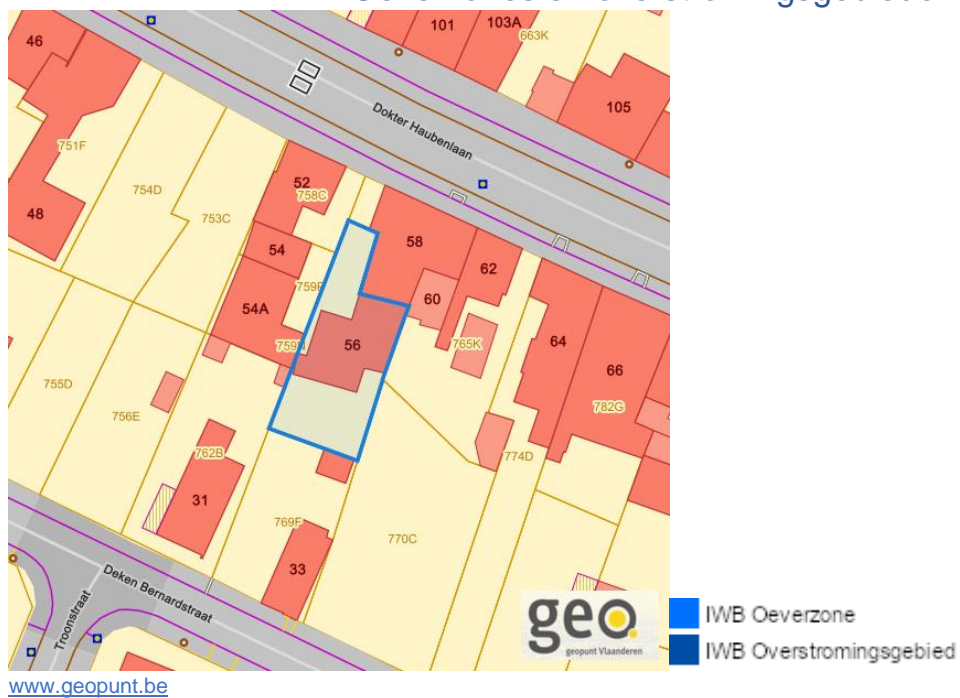 101
103A
663K
46
105
Dokter Haubenlaan
751F
754D
52
758C
48
753C
58
54
62
759
60
54A
56
765K
64
66
755D
782G
756E
762B
774D
31
769F
770C
33
Deken Bernardstraat
Troonstraat
geo
geopunt Vlaanderen
IWB Oeverzone
IWB Overstromingsgebied
www.geopunt.be